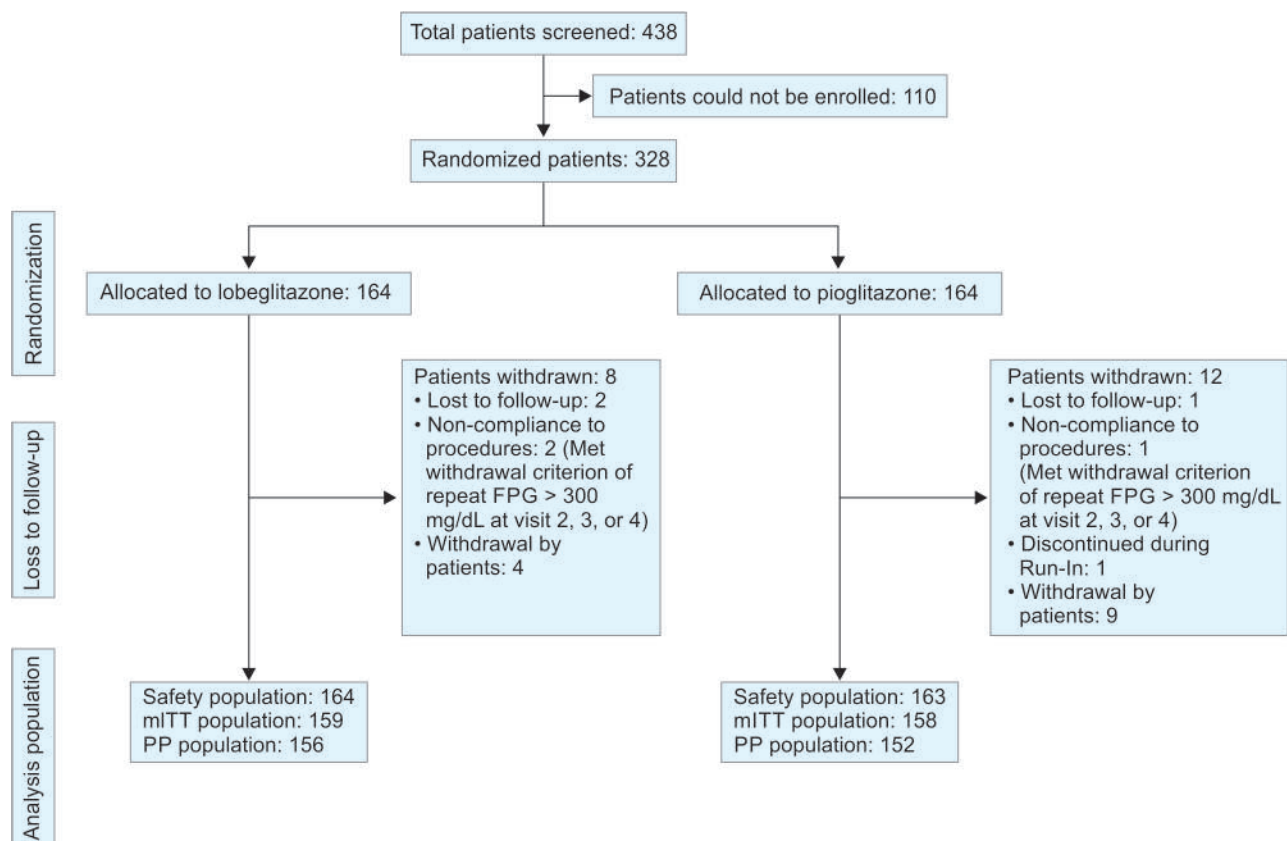 Total patients screened: 438
Patients could not be enrolled: 110
Randomized patients: 328
Randomization
Allocated to lobeglitazone: 164
Allocated to pioglitazone: 164
Loss to follow-up
Patients withdrawn: 8
• Lost to follow-up: 2
• Non-compliance to
procedures: 2 (Met
withdrawal criterion of
repeat FPG > 300
mg/dL at visit 2, 3, or 4)
• Withdrawal by
patients: 4
Patients withdrawn: 12
• Lost to follow-up: 1
• Non-compliance to
procedures: 1
(Met withdrawal criterion
of repeat FPG > 300 mg/dL
at visit 2, 3, or 4)
• Discontinued during
Run-In: 1
• Withdrawal by
patients: 9
Analysis population
Safety population: 164
mITT population: 159
PP population: 156
Safety population: 163
mITT population: 158
PP population: 152